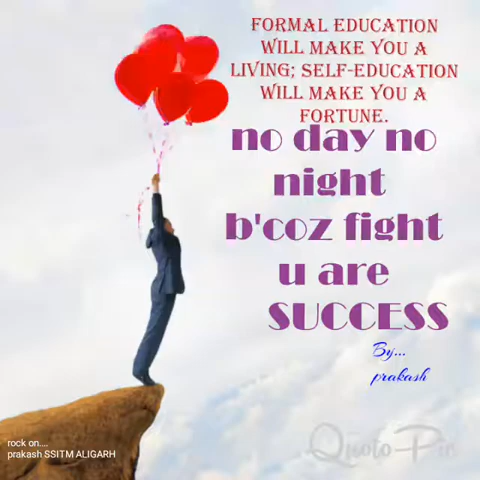 FORMAL EDUCATION
WILL MAKE YOU A
LIVING; SELF-EDUCATION
WILL MAKE YOU A
FORTUNE.
no day no
night
b'coz fight
u are
SUCCESS
By...
prakash
rock on....
prakash SSITM ALIGARH
Quoto-Pic